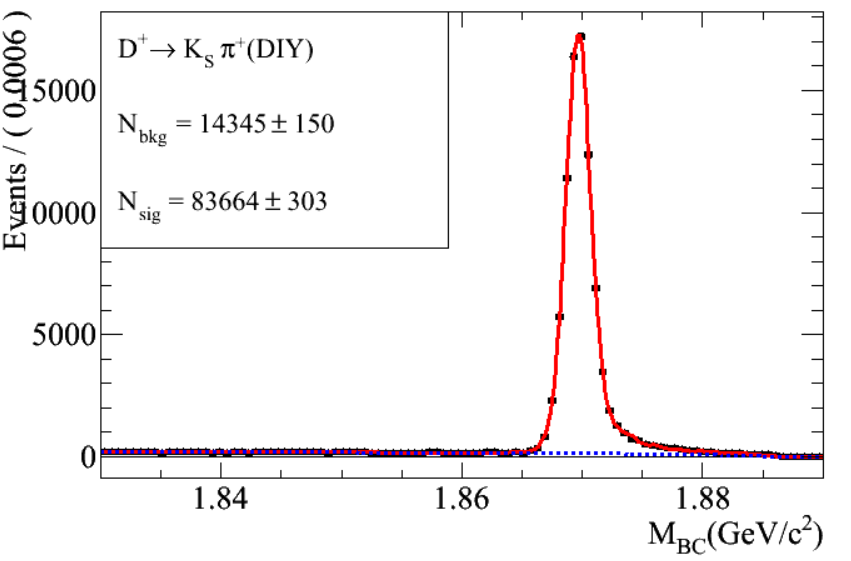 Events / ( 0.0006 )
D⁺→ K_S π⁺(DIY)
N_bkg = 14345 ± 150
N_sig = 83664 ± 303
15000
10000
5000
0
1.84 1.86 1.88
M_BC(GeV/c²)